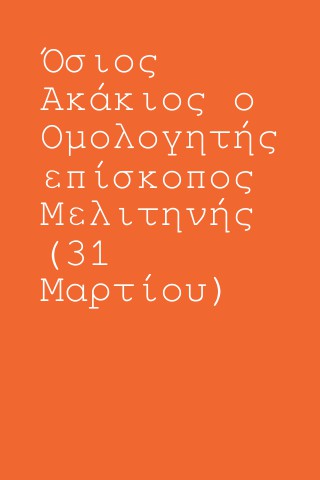 Όσιος
Ακάκιος ο
Ομολογητής
επίσκοπος
Μελιτηνής
(31
Μαρτίου)